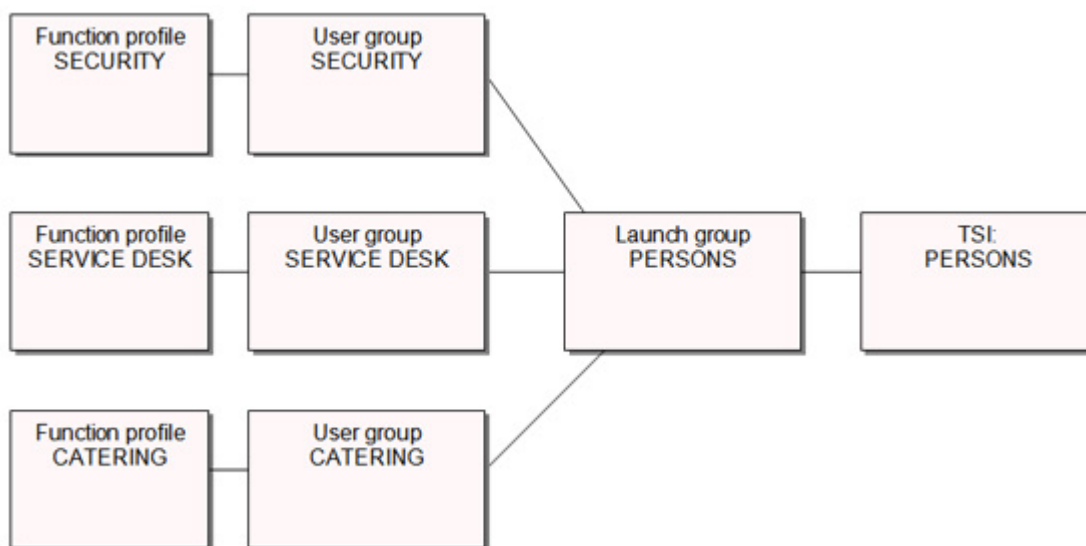 Function profile
SECURITY
User group
SECURITY
Function profile
SERVICE DESK
User group
SERVICE DESK
Launch group
PERSONS
TSI:
PERSONS
Function profile
CATERING
User group
CATERING